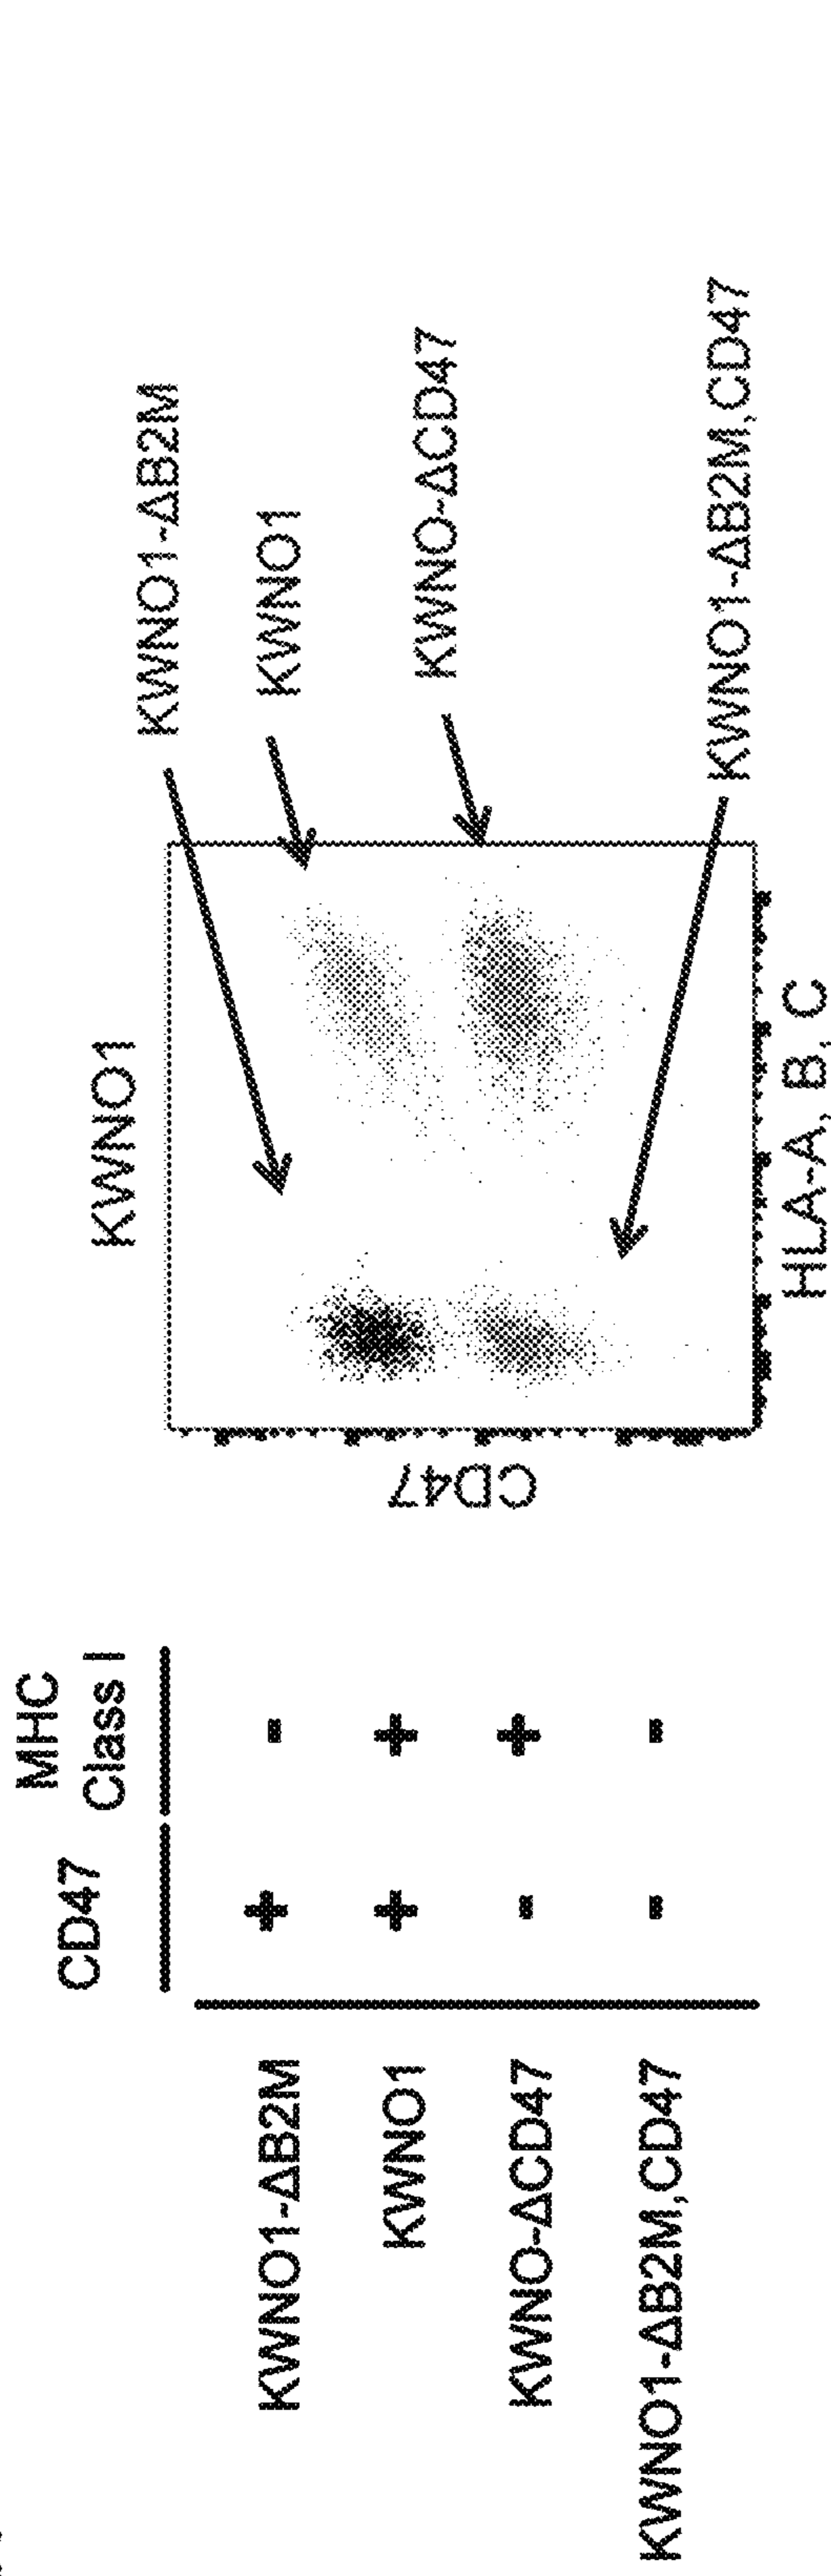 CD47
MHC
Class I
KWNO1-ΔB2M
+
-
KWNO1
+
+
KWNO-ΔCD47
-
+
KWNO1-ΔB2M,CD47
-
-
KWNO1
CD47
HLA-A, B, C
KWNO1-ΔB2M
KWNO1
KWNO-ΔCD47
KWNO1-ΔB2M,CD47